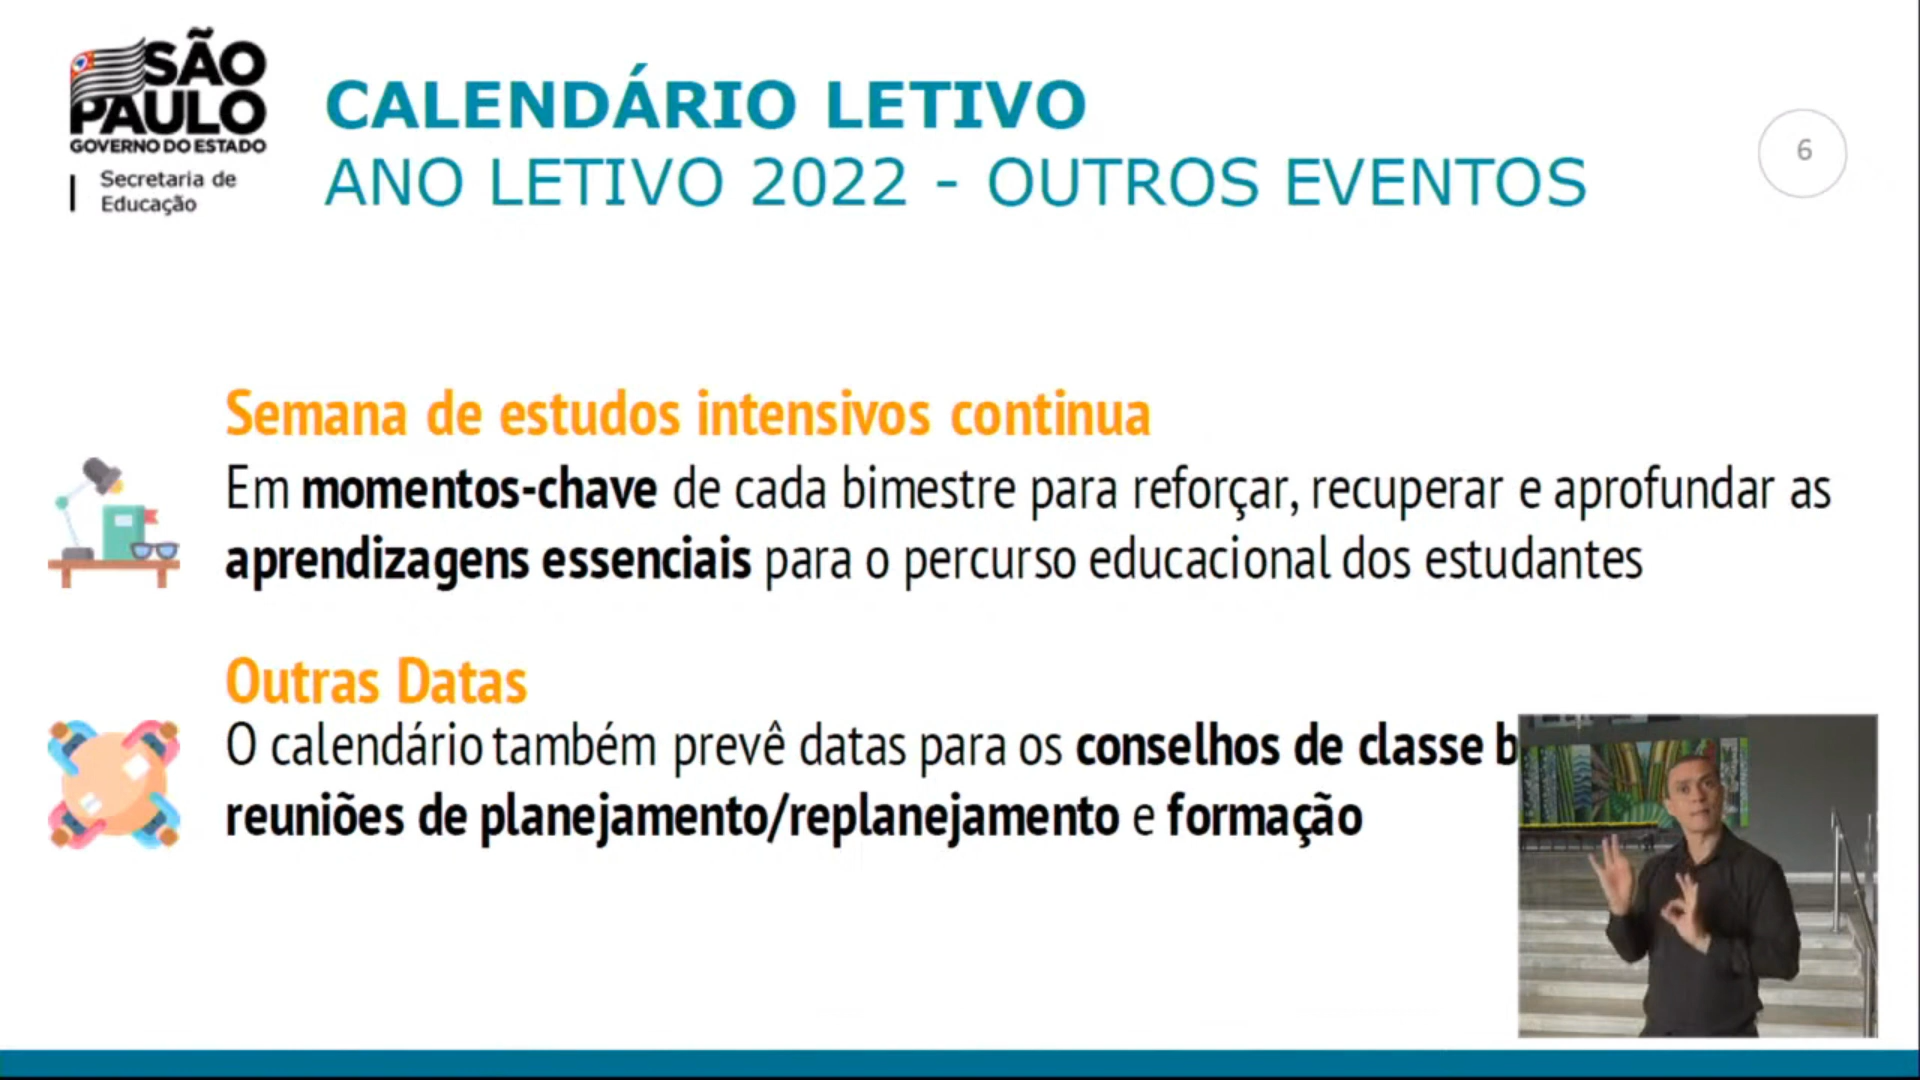 SÃO
PAULO
GOVERNO DO ESTADO
Secretaria de
Educação
CALENDÁRIO LETIVO
ANO LETIVO 2022 - OUTROS EVENTOS
6
Semana de estudos intensivos continua
Em momentos-chave de cada bimestre para reforçar, recuperar e aprofundar as
aprendizagens essenciais para o percurso educacional dos estudantes
Outras Datas
O calendário também prevê datas para os conselhos de classe
reuniões de planejamento/replanejamento e formação